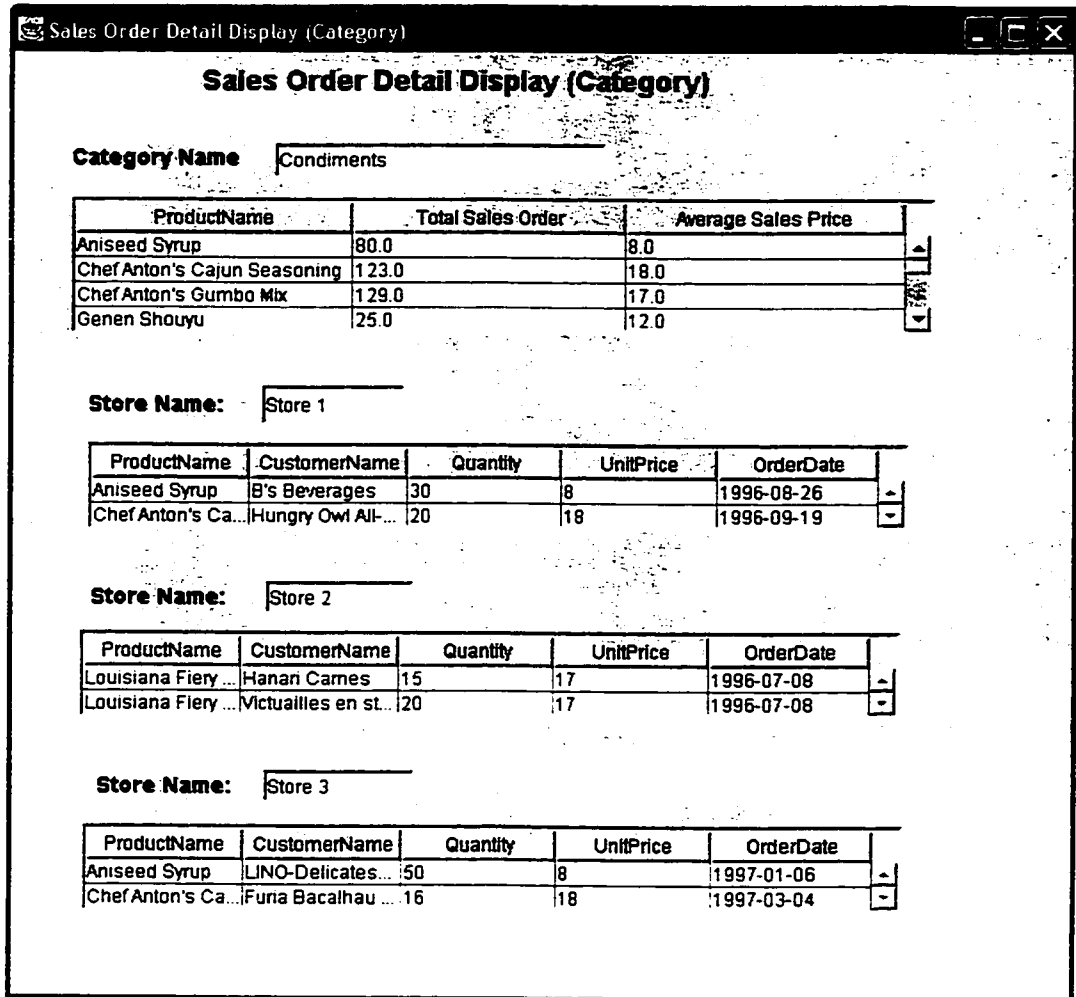 Sales Order Detail Display (Category)
Sales Order Detail Display (Category)
Category Name Condiments
ProductName Total Sales Order Average Sales Price
Aniseed Syrup 80.0 8.0
Chef Anton's Cajun Seasoning 123.0 18.0
Chef Anton's Gumbo Mix 129.0 17.0
Genen Shouyu 25.0 12.0
Store Name: Store 1
ProductName CustomerName Quantity UnitPrice OrderDate
Aniseed Syrup B's Beverages 30 8 1996-08-26
Chef Anton's Ca... Hungry Owl All-... 20 18 1996-09-19
Store Name: Store 2
ProductName CustomerName Quantity UnitPrice OrderDate
Louisiana Fiery ... Hanari Carnes 15 17 1996-07-08
Louisiana Fiery ... Victuailles en st... 20 17 1996-07-08
Store Name: Store 3
ProductName CustomerName Quantity UnitPrice OrderDate
Aniseed Syrup LINO-Delicates... 50 8 1997-01-06
Chef Anton's Ca... Furia Bacalhau ... 16 18 1997-03-04